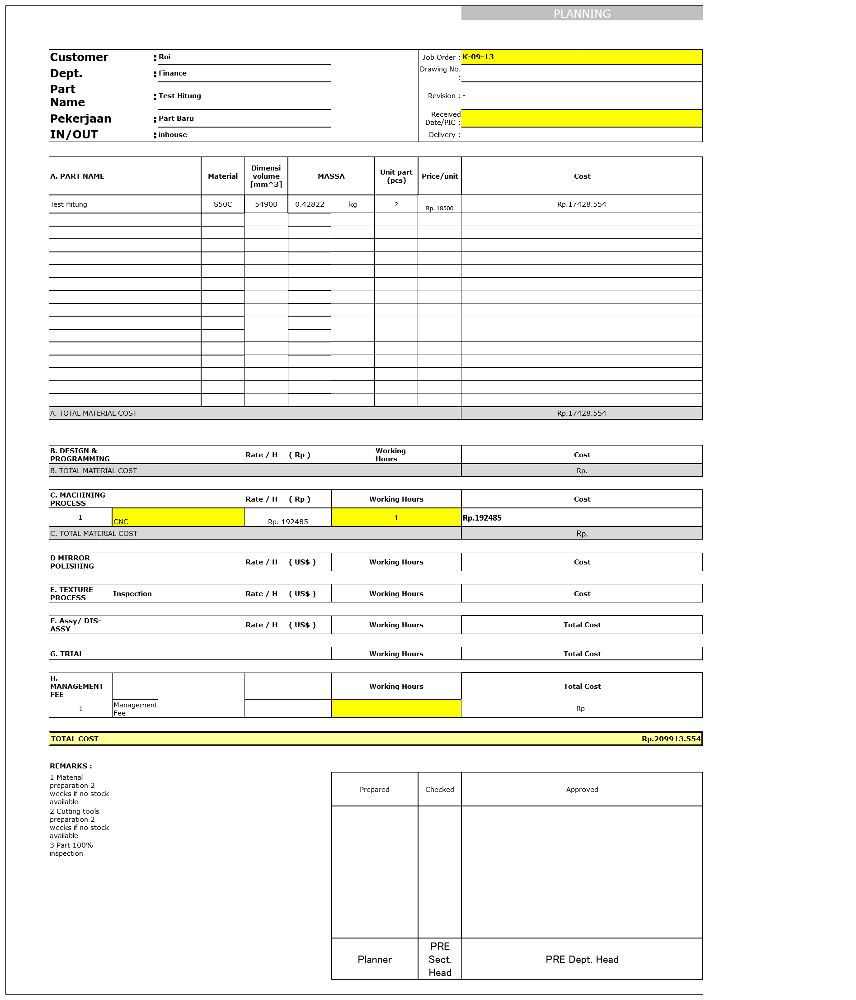 PLANNING
Customer : Roi Job Order : K-09-13
Dept. : Finance Drawing No. : -
Part Name : Test Hitung Revision : -
Pekerjaan : Part Baru Received Date/PIC :
IN/OUT : inhouse Delivery :
A. PART NAME Material Dimensi volume [mm^3] MASSA Unit part (pcs) Price/unit Cost
Test Hitung S50C 54900 0.42822 kg 2 Rp. 18500 Rp.17428.554
A. TOTAL MATERIAL COST Rp.17428.554
B. DESIGN & PROGRAMMING Rate / H ( Rp ) Working Hours Cost
B. TOTAL MATERIAL COST Rp.
C. MACHINING PROCESS Rate / H ( Rp ) Working Hours Cost
1 CNC Rp. 192485 1 Rp.192485
C. TOTAL MATERIAL COST Rp.
D MIRROR POLISHING Rate / H ( US$ ) Working Hours Cost
E. TEXTURE PROCESS Inspection Rate / H ( US$ ) Working Hours Cost
F. Assy/ DIS-ASSY Rate / H ( US$ ) Working Hours Total Cost
G. TRIAL Working Hours Total Cost
H. MANAGEMENT FEE Working Hours Total Cost
1 Management Fee Rp-
TOTAL COST Rp.209913.554
REMARKS :
1 Material
preparation 2
weeks if no stock
available
2 Cutting tools
preparation 2
weeks if no stock
available
3 Part 100%
inspection
Prepared Checked Approved
Planner PRE Sect. Head PRE Dept. Head